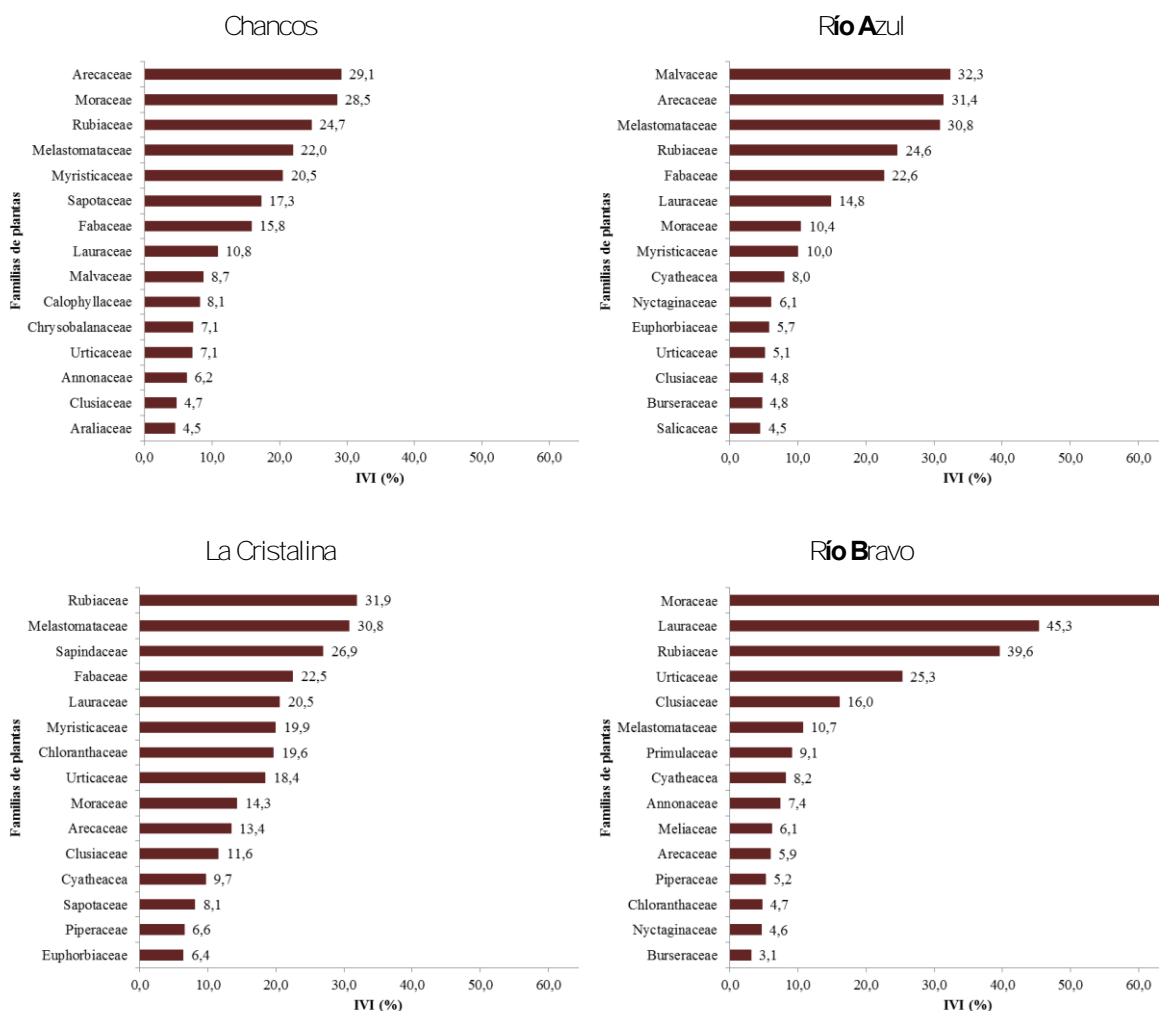 Chancos
Familias de plantas
Arecaceae 29,1
Moraceae 28,5
Rubiaceae 24,7
Melastomataceae 22,0
Myristicaceae 20,5
Sapotaceae 17,3
Fabaceae 15,8
Lauraceae 10,8
Malvaceae 8,7
Calophyllaceae 8,1
Chrysobalanaceae 7,1
Urticaceae 7,1
Annonaceae 6,2
Clusiaceae 4,7
Araliaceae 4,5
0,0 10,0 20,0 30,0 40,0 50,0 60,0
IVI (%)
Río Azul
Familias de plantas
Malvaceae 32,3
Arecaceae 31,4
Melastomataceae 30,8
Rubiaceae 24,6
Fabaceae 22,6
Lauraceae 14,8
Moraceae 10,4
Myristicaceae 10,0
Cyatheacea 8,0
Nyctaginaceae 6,1
Euphorbiaceae 5,7
Urticaceae 5,1
Clusiaceae 4,8
Burseraceae 4,8
Salicaceae 4,5
0,0 10,0 20,0 30,0 40,0 50,0 60,0
IVI (%)
La Cristalina
Familias de plantas
Rubiaceae 31,9
Melastomataceae 30,8
Sapindaceae 26,9
Fabaceae 22,5
Lauraceae 20,5
Myristicaceae 19,9
Chloranthaceae 19,6
Urticaceae 18,4
Moraceae 14,3
Arecaceae 13,4
Clusiaceae 11,6
Cyatheacea 9,7
Sapotaceae 8,1
Piperaceae 6,6
Euphorbiaceae 6,4
0,0 10,0 20,0 30,0 40,0 50,0 60,0
IVI (%)
Río Bravo
Familias de plantas
Moraceae
Lauraceae 45,3
Rubiaceae 39,6
Urticaceae 25,3
Clusiaceae 16,0
Melastomataceae 10,7
Primulaceae 9,1
Cyatheacea 8,2
Annonaceae 7,4
Meliaceae 6,1
Arecaceae 5,9
Piperaceae 5,2
Chloranthaceae 4,7
Nyctaginaceae 4,6
Burseraceae 3,1
0,0 10,0 20,0 30,0 40,0 50,0 60,0
IVI (%)